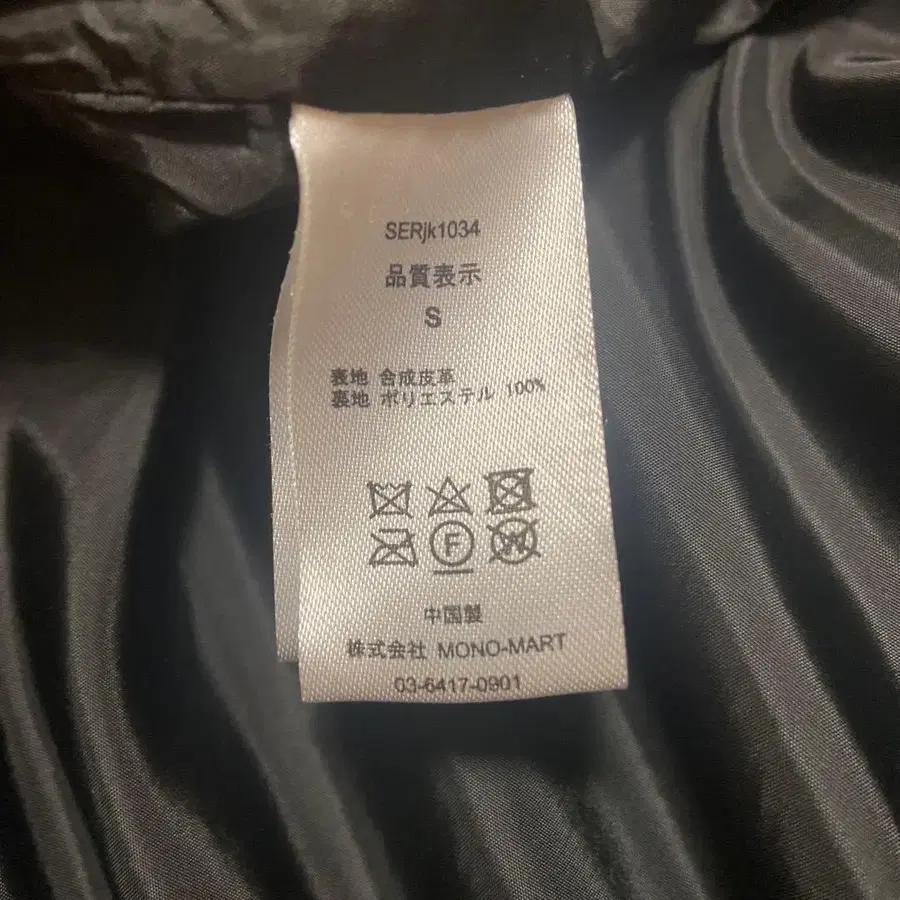 SERjk1034
品質表示
S
表地 合成皮革
裏地 ポリエステル 100%
F W
中国製
株式会社 MONO-MART
03-6417-0901